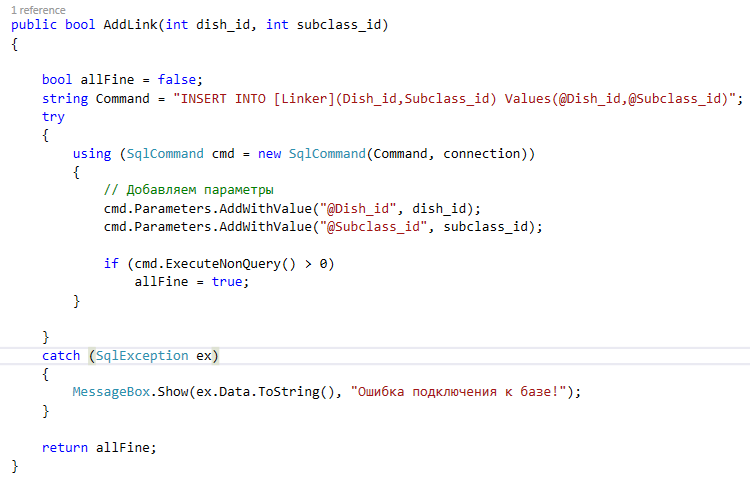 1 reference
public bool AddLink(int dish_id, int subclass_id)
{
bool allFine = false;
string Command = "INSERT INTO [Linker](Dish_id,Subclass_id) Values(@Dish_id,@Subclass_id)";
try
{
using (SqlCommand cmd = new SqlCommand(Command, connection))
{
// Добавляем параметры
cmd.Parameters.AddWithValue("@Dish_id", dish_id);
cmd.Parameters.AddWithValue("@Subclass_id", subclass_id);
if (cmd.ExecuteNonQuery() > 0)
allFine = true;
}
}
catch (SqlException ex)
{
MessageBox.Show(ex.Data.ToString(), "Ошибка подключения к базе!");
}
return allFine;
}